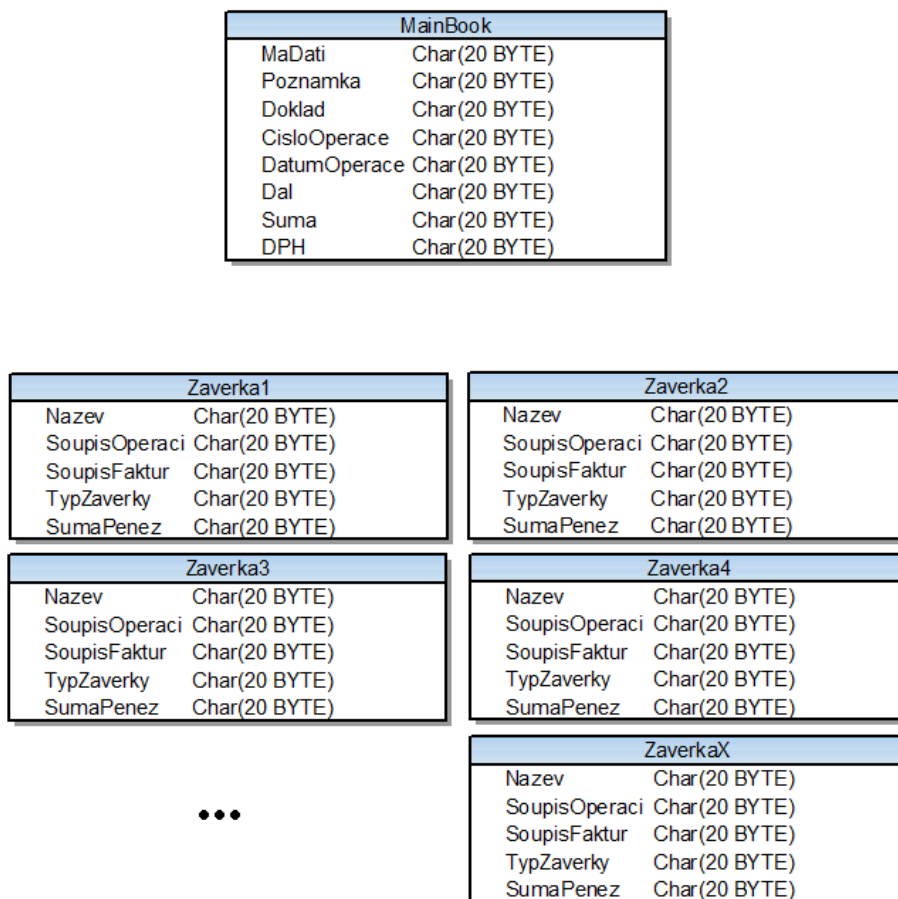 MainBook
MaDati Char(20 BYTE)
Poznamka Char(20 BYTE)
Doklad Char(20 BYTE)
CisloOperace Char(20 BYTE)
DatumOperace Char(20 BYTE)
Dal Char(20 BYTE)
Suma Char(20 BYTE)
DPH Char(20 BYTE)
Zaverka1
Nazev Char(20 BYTE)
SoupisOperaci Char(20 BYTE)
SoupisFaktur Char(20 BYTE)
TypZaverky Char(20 BYTE)
SumaPenez Char(20 BYTE)
Zaverka2
Nazev Char(20 BYTE)
SoupisOperaci Char(20 BYTE)
SoupisFaktur Char(20 BYTE)
TypZaverky Char(20 BYTE)
SumaPenez Char(20 BYTE)
Zaverka3
Nazev Char(20 BYTE)
SoupisOperaci Char(20 BYTE)
SoupisFaktur Char(20 BYTE)
TypZaverky Char(20 BYTE)
SumaPenez Char(20 BYTE)
Zaverka4
Nazev Char(20 BYTE)
SoupisOperaci Char(20 BYTE)
SoupisFaktur Char(20 BYTE)
TypZaverky Char(20 BYTE)
SumaPenez Char(20 BYTE)
...
ZaverkaX
Nazev Char(20 BYTE)
SoupisOperaci Char(20 BYTE)
SoupisFaktur Char(20 BYTE)
TypZaverky Char(20 BYTE)
SumaPenez Char(20 BYTE)